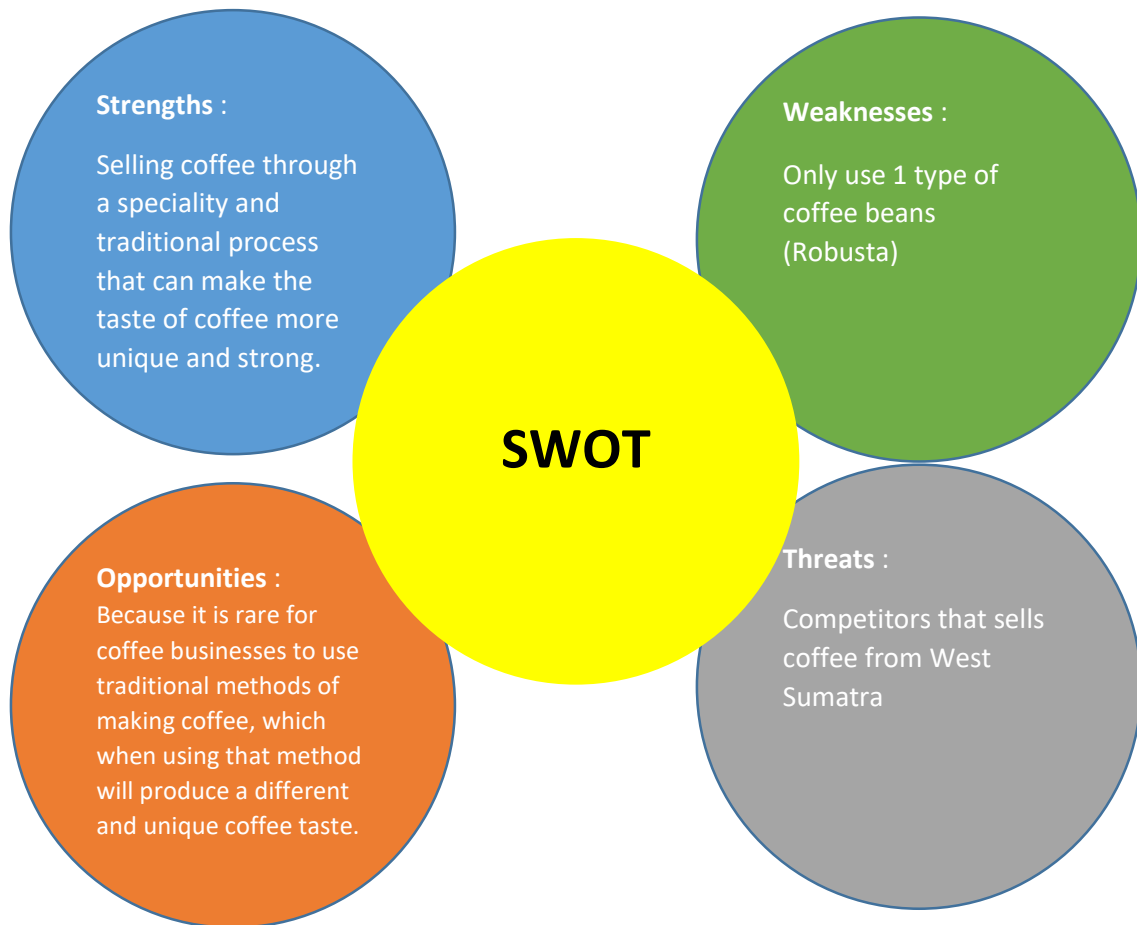 Strengths :
Selling coffee through
a speciality and
traditional process
that can make the
taste of coffee more
unique and strong.
Weaknesses :
Only use 1 type of
coffee beans
(Robusta)
SWOT
Opportunities :
Because it is rare for
coffee businesses to use
traditional methods of
making coffee, which
when using that method
will produce a different
and unique coffee taste.
Threats :
Competitors that sells
coffee from West
Sumatra